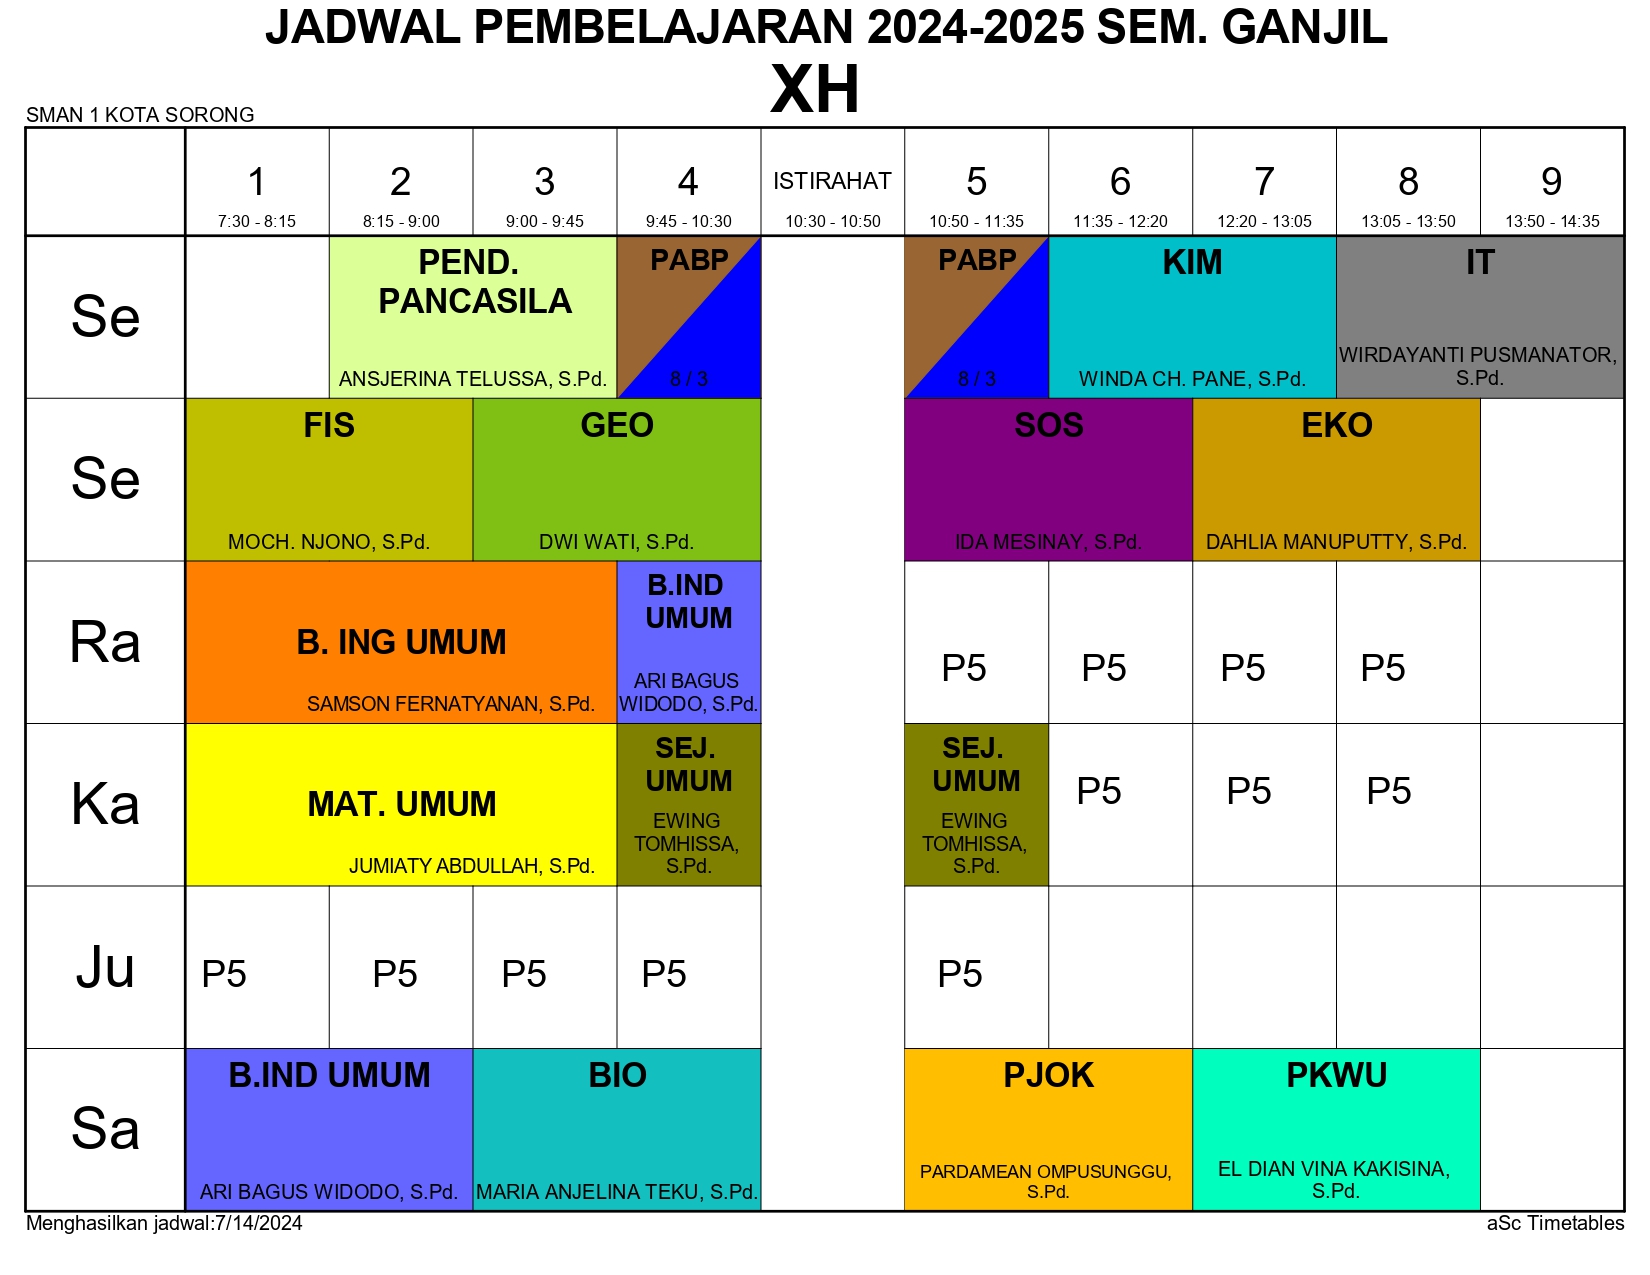 JADWAL PEMBELAJARAN 2024-2025 SEM. GANJIL
XH
SMAN 1 KOTA SORONG
1 2 3 4 ISTIRAHAT 5 6 7 8 9
7:30 - 8:15 8:15 - 9:00 9:00 - 9:45 9:45 - 10:30 10:30 - 10:50 10:50 - 11:35 11:35 - 12:20 12:20 - 13:05 13:05 - 13:50 13:50 - 14:35
Se
PEND.
PANCASILA
ANSJERINA TELUSSA, S.Pd.
PABP
8 / 3
PABP
8 / 3
KIM
WINDA CH. PANE, S.Pd.
IT
WIRDAYANTI PUSMANATOR,
S.Pd.
Se
FIS
MOCH. NJONO, S.Pd.
GEO
DWI WATI, S.Pd.
SOS
IDA MESINAY, S.Pd.
EKO
DAHLIA MANUPUTTY, S.Pd.
Ra
B. ING UMUM
SAMSON FERNATYANAN, S.Pd.
B.IND
UMUM
ARI BAGUS
WIDODO, S.Pd.
P5 P5 P5 P5
Ka
MAT. UMUM
JUMIATY ABDULLAH, S.Pd.
SEJ.
UMUM
EWING
TOMHISSA,
S.Pd.
SEJ.
UMUM
EWING
TOMHISSA,
S.Pd.
P5 P5 P5
Ju
P5 P5 P5 P5 P5
Sa
B.IND UMUM
ARI BAGUS WIDODO, S.Pd.
BIO
MARIA ANJELINA TEKU, S.Pd.
PJOK
PARDAMEAN OMPUSUNGGU,
S.Pd.
PKWU
EL DIAN VINA KAKISINA,
S.Pd.
Menghasilkan jadwal:7/14/2024
aSc Timetables